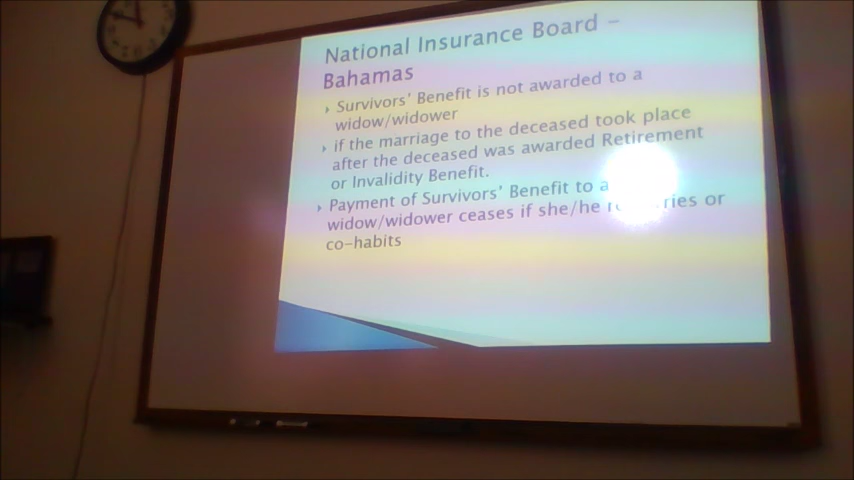 National Insurance Board –
Bahamas
Survivors' Benefit is not awarded to a
widow/widower
if the marriage to the deceased took place
after the deceased was awarded Retirement
or Invalidity Benefit.
Payment of Survivors' Benefit to a
widow/widower ceases if she/he or
co-habits